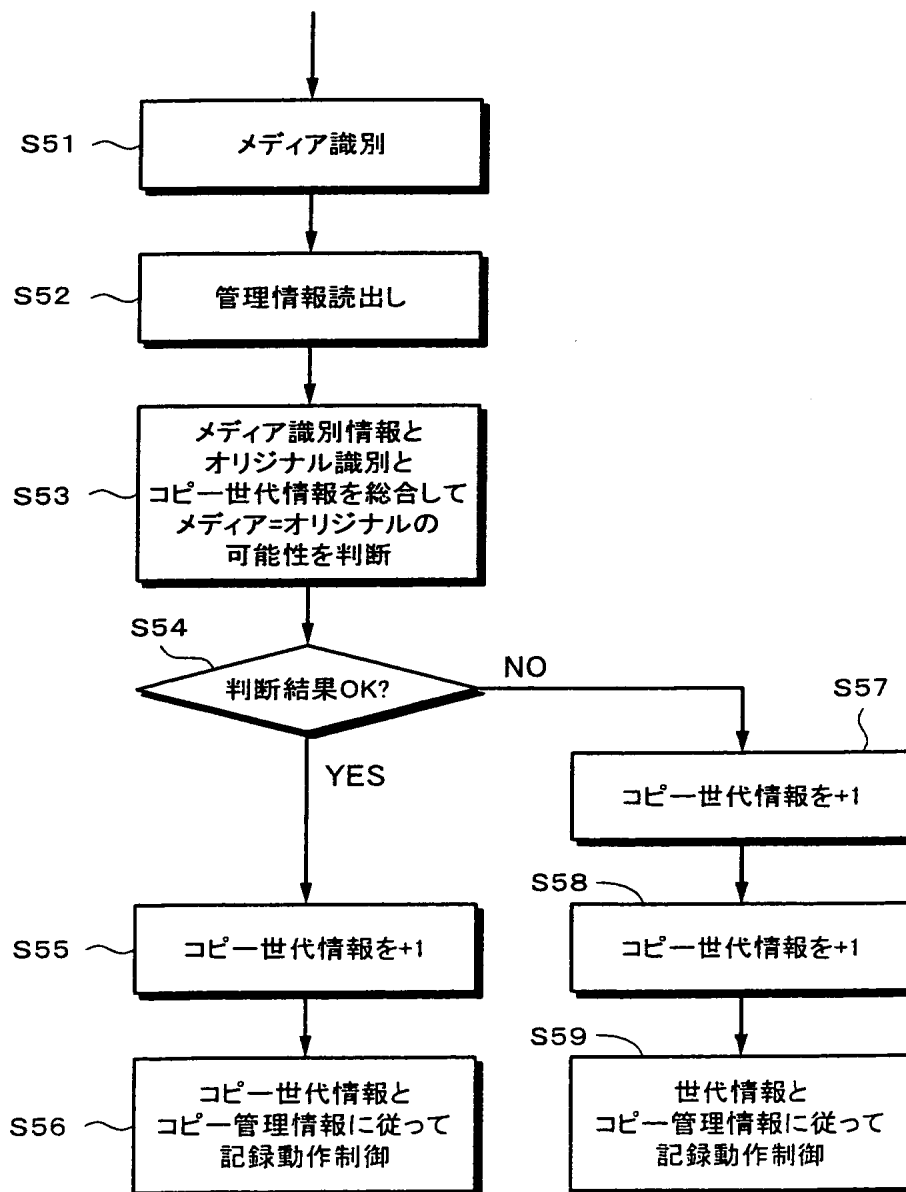 S51
メディア識別
S52
管理情報読出し
S53
メディア識別情報と
オリジナル識別と
コピー世代情報を総合して
メディア=オリジナルの
可能性を判断
S54
判断結果OK?
NO
YES
S57
コピー世代情報を+1
S58
コピー世代情報を+1
S55
コピー世代情報を+1
S59
世代情報と
コピー管理情報に従って
記録動作制御
S56
コピー世代情報と
コピー管理情報に従って
記録動作制御